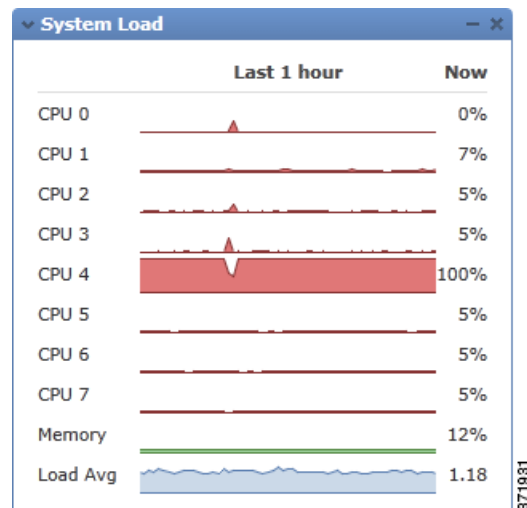 System Load
Last 1 hour Now
CPU 0 0%
CPU 1 7%
CPU 2 5%
CPU 3 5%
CPU 4 100%
CPU 5 5%
CPU 6 5%
CPU 7 5%
Memory 12%
Load Avg 1.18
371931